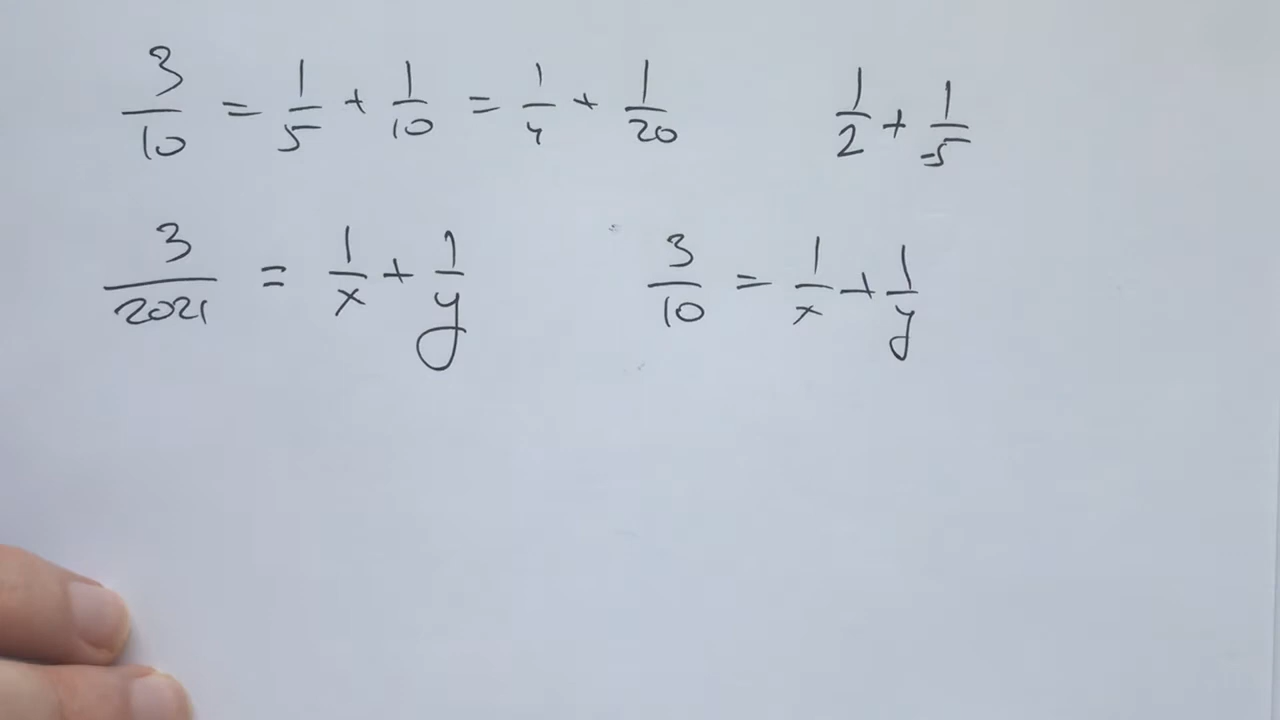 3/10 = 1/5 + 1/10 = 1/4 + 1/20    1/2 + 1/-5
3/2021 = 1/x + 1/y    3/10 = 1/x + 1/y